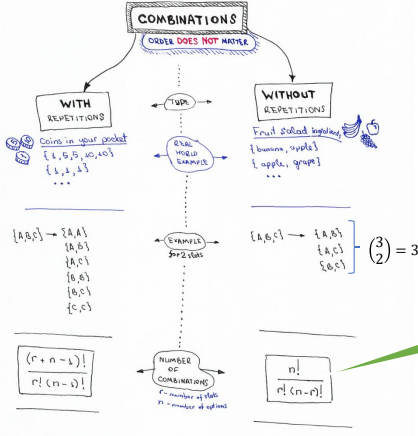 COMBINATIONS
ORDER DOES NOT MATTER
WITH
REPETITIONS
TYPE
WITHOUT
REPETITIONS
Coins in your pocket
{1,5,5,10,10}
{1,1,1}
...
REAL
WORLD
EXAMPLE
Fruit salad ingredients
{banana, apple}
{apple, grape}
...
{A,B,C} → {A,A}
{A,B}
{A,C}
{B,B}
{B,C}
{C,C}
EXAMPLE
for 2 slots
{A,B,C} → {A,B}
{A,C}
{B,C}
(3 2) = 3
(r + n - 1)!
r! (n-1)!
NUMBER
OF
COMBINATIONS
r - number of slots
n - number of options
n!
r! (n-r)!